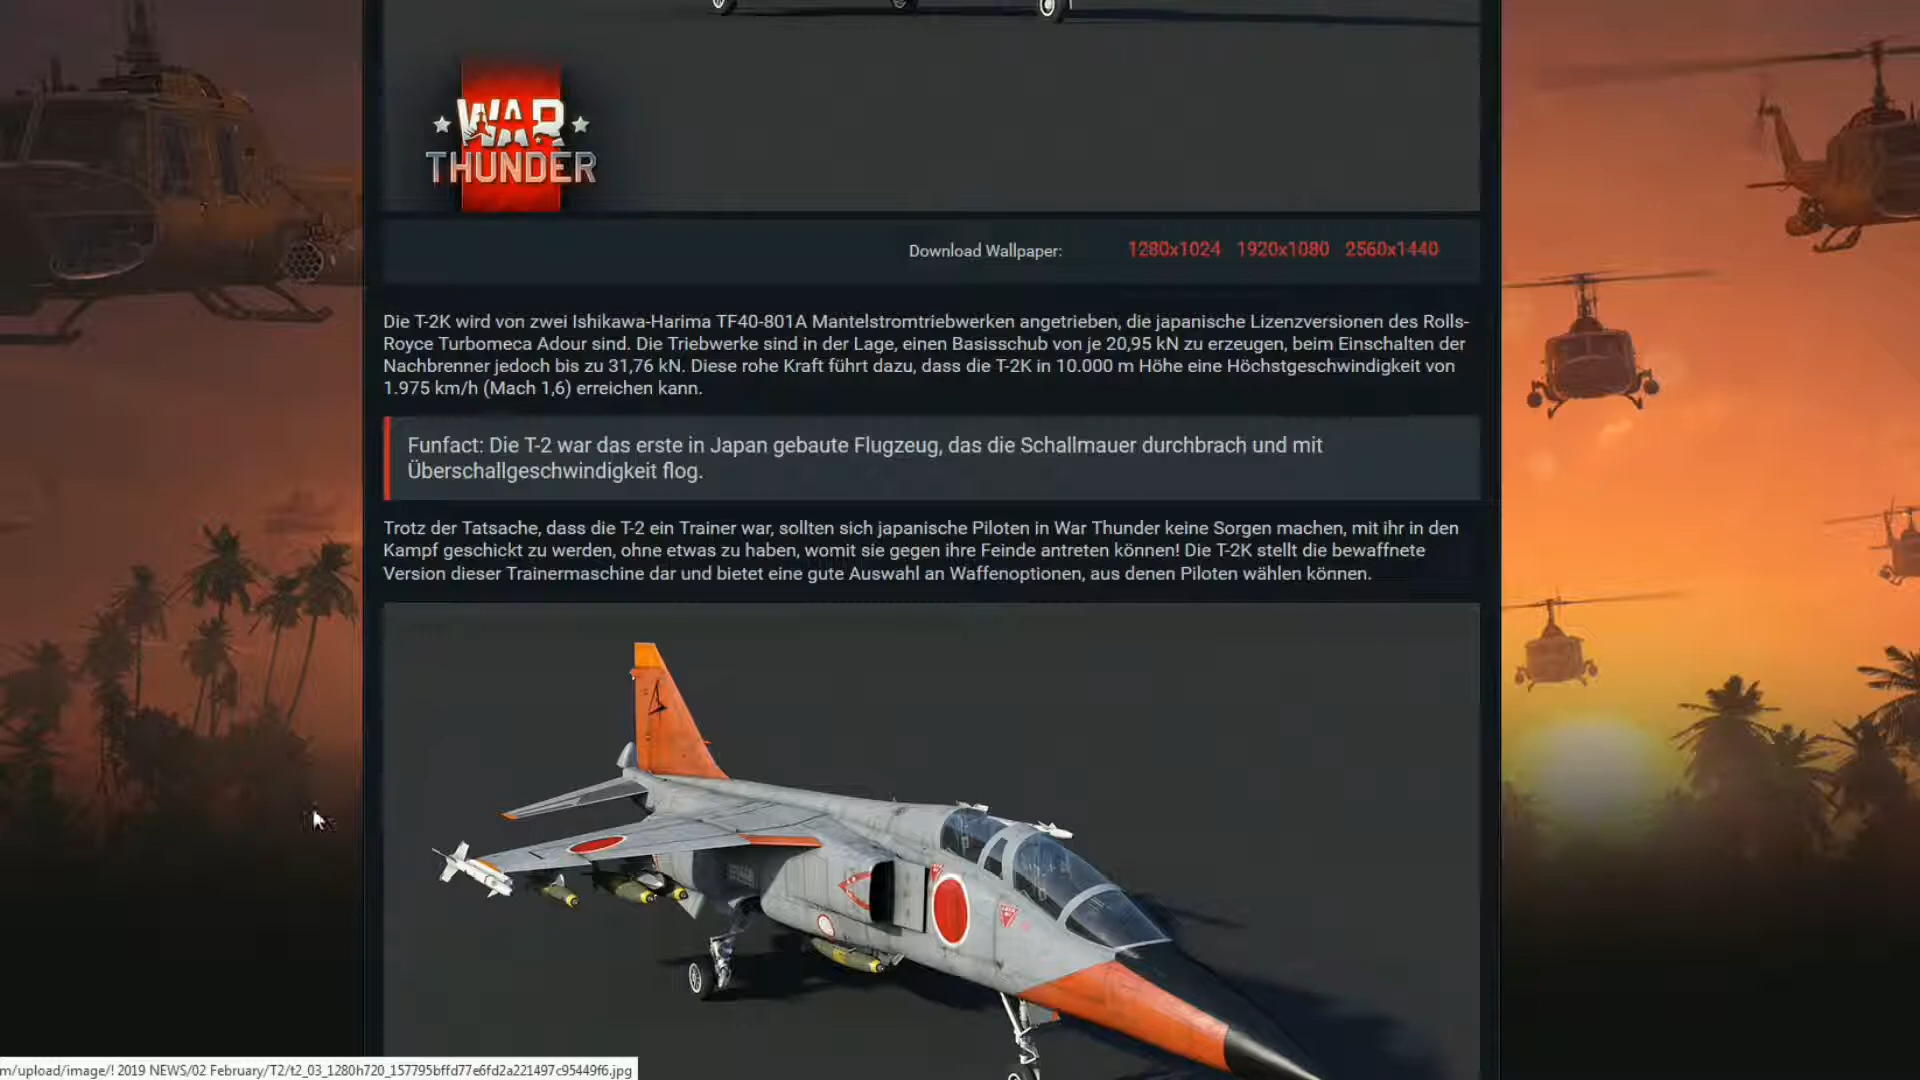 WAR
THUNDER
Download Wallpaper: 1280x1024 1920x1080 2560x1440
Die T-2K wird von zwei Ishikawa-Harima TF40-801A Mantelstromtriebwerken angetrieben, die japanische Lizenzversionen des Rolls-
Royce Turbomeca Adour sind. Die Triebwerke sind in der Lage, einen Basisschub von je 20,95 kN zu erzeugen, beim Einschalten der
Nachbrenner jedoch bis zu 31,76 kN. Diese rohe Kraft führt dazu, dass die T-2K in 10.000 m Höhe eine Höchstgeschwindigkeit von
1.975 km/h (Mach 1,6) erreichen kann.
Funfact: Die T-2 war das erste in Japan gebaute Flugzeug, das die Schallmauer durchbrach und mit
Überschallgeschwindigkeit flog.
Trotz der Tatsache, dass die T-2 ein Trainer war, sollten sich japanische Piloten in War Thunder keine Sorgen machen, mit ihr in den
Kampf geschickt zu werden, ohne etwas zu haben, womit sie gegen ihre Feinde antreten können! Die T-2K stellt die bewaffnete
Version dieser Trainermaschine dar und bietet eine gute Auswahl an Waffenoptionen, aus denen Piloten wählen können.
m/upload/image/! 2019 NEWS/02 February/T2/t2_03_1280h720_157795bffd77e6fd2a221497c95449f6.jpg